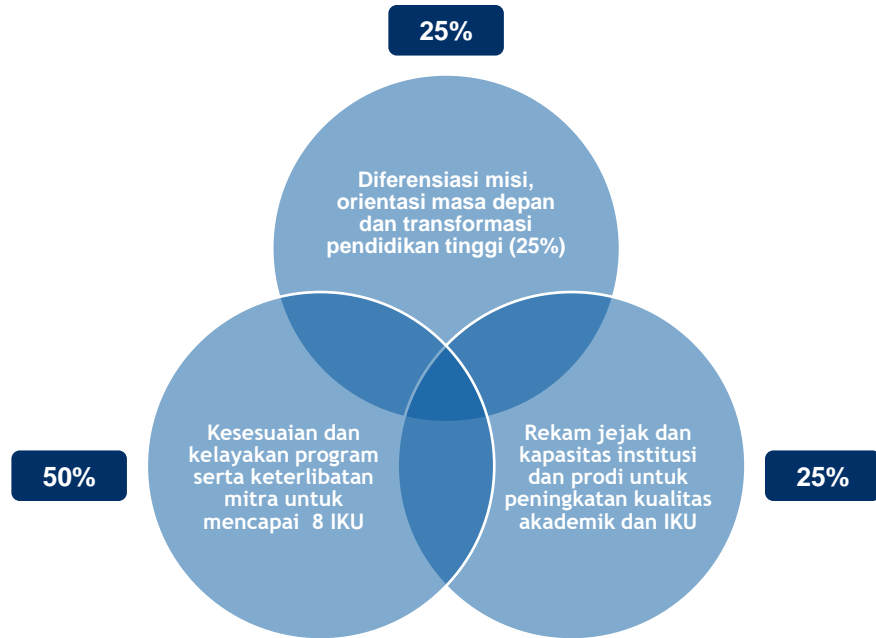 25%
Diferensiasi misi,
orientasi masa depan
dan transformasi
pendidikan tinggi (25%)
50%
Kesesuaian dan
kelayakan program
serta keterlibatan
mitra untuk
mencapai 8 IKU
Rekam jejak dan
kapasitas institusi
dan prodi untuk
peningkatan kualitas
akademik dan IKU
25%